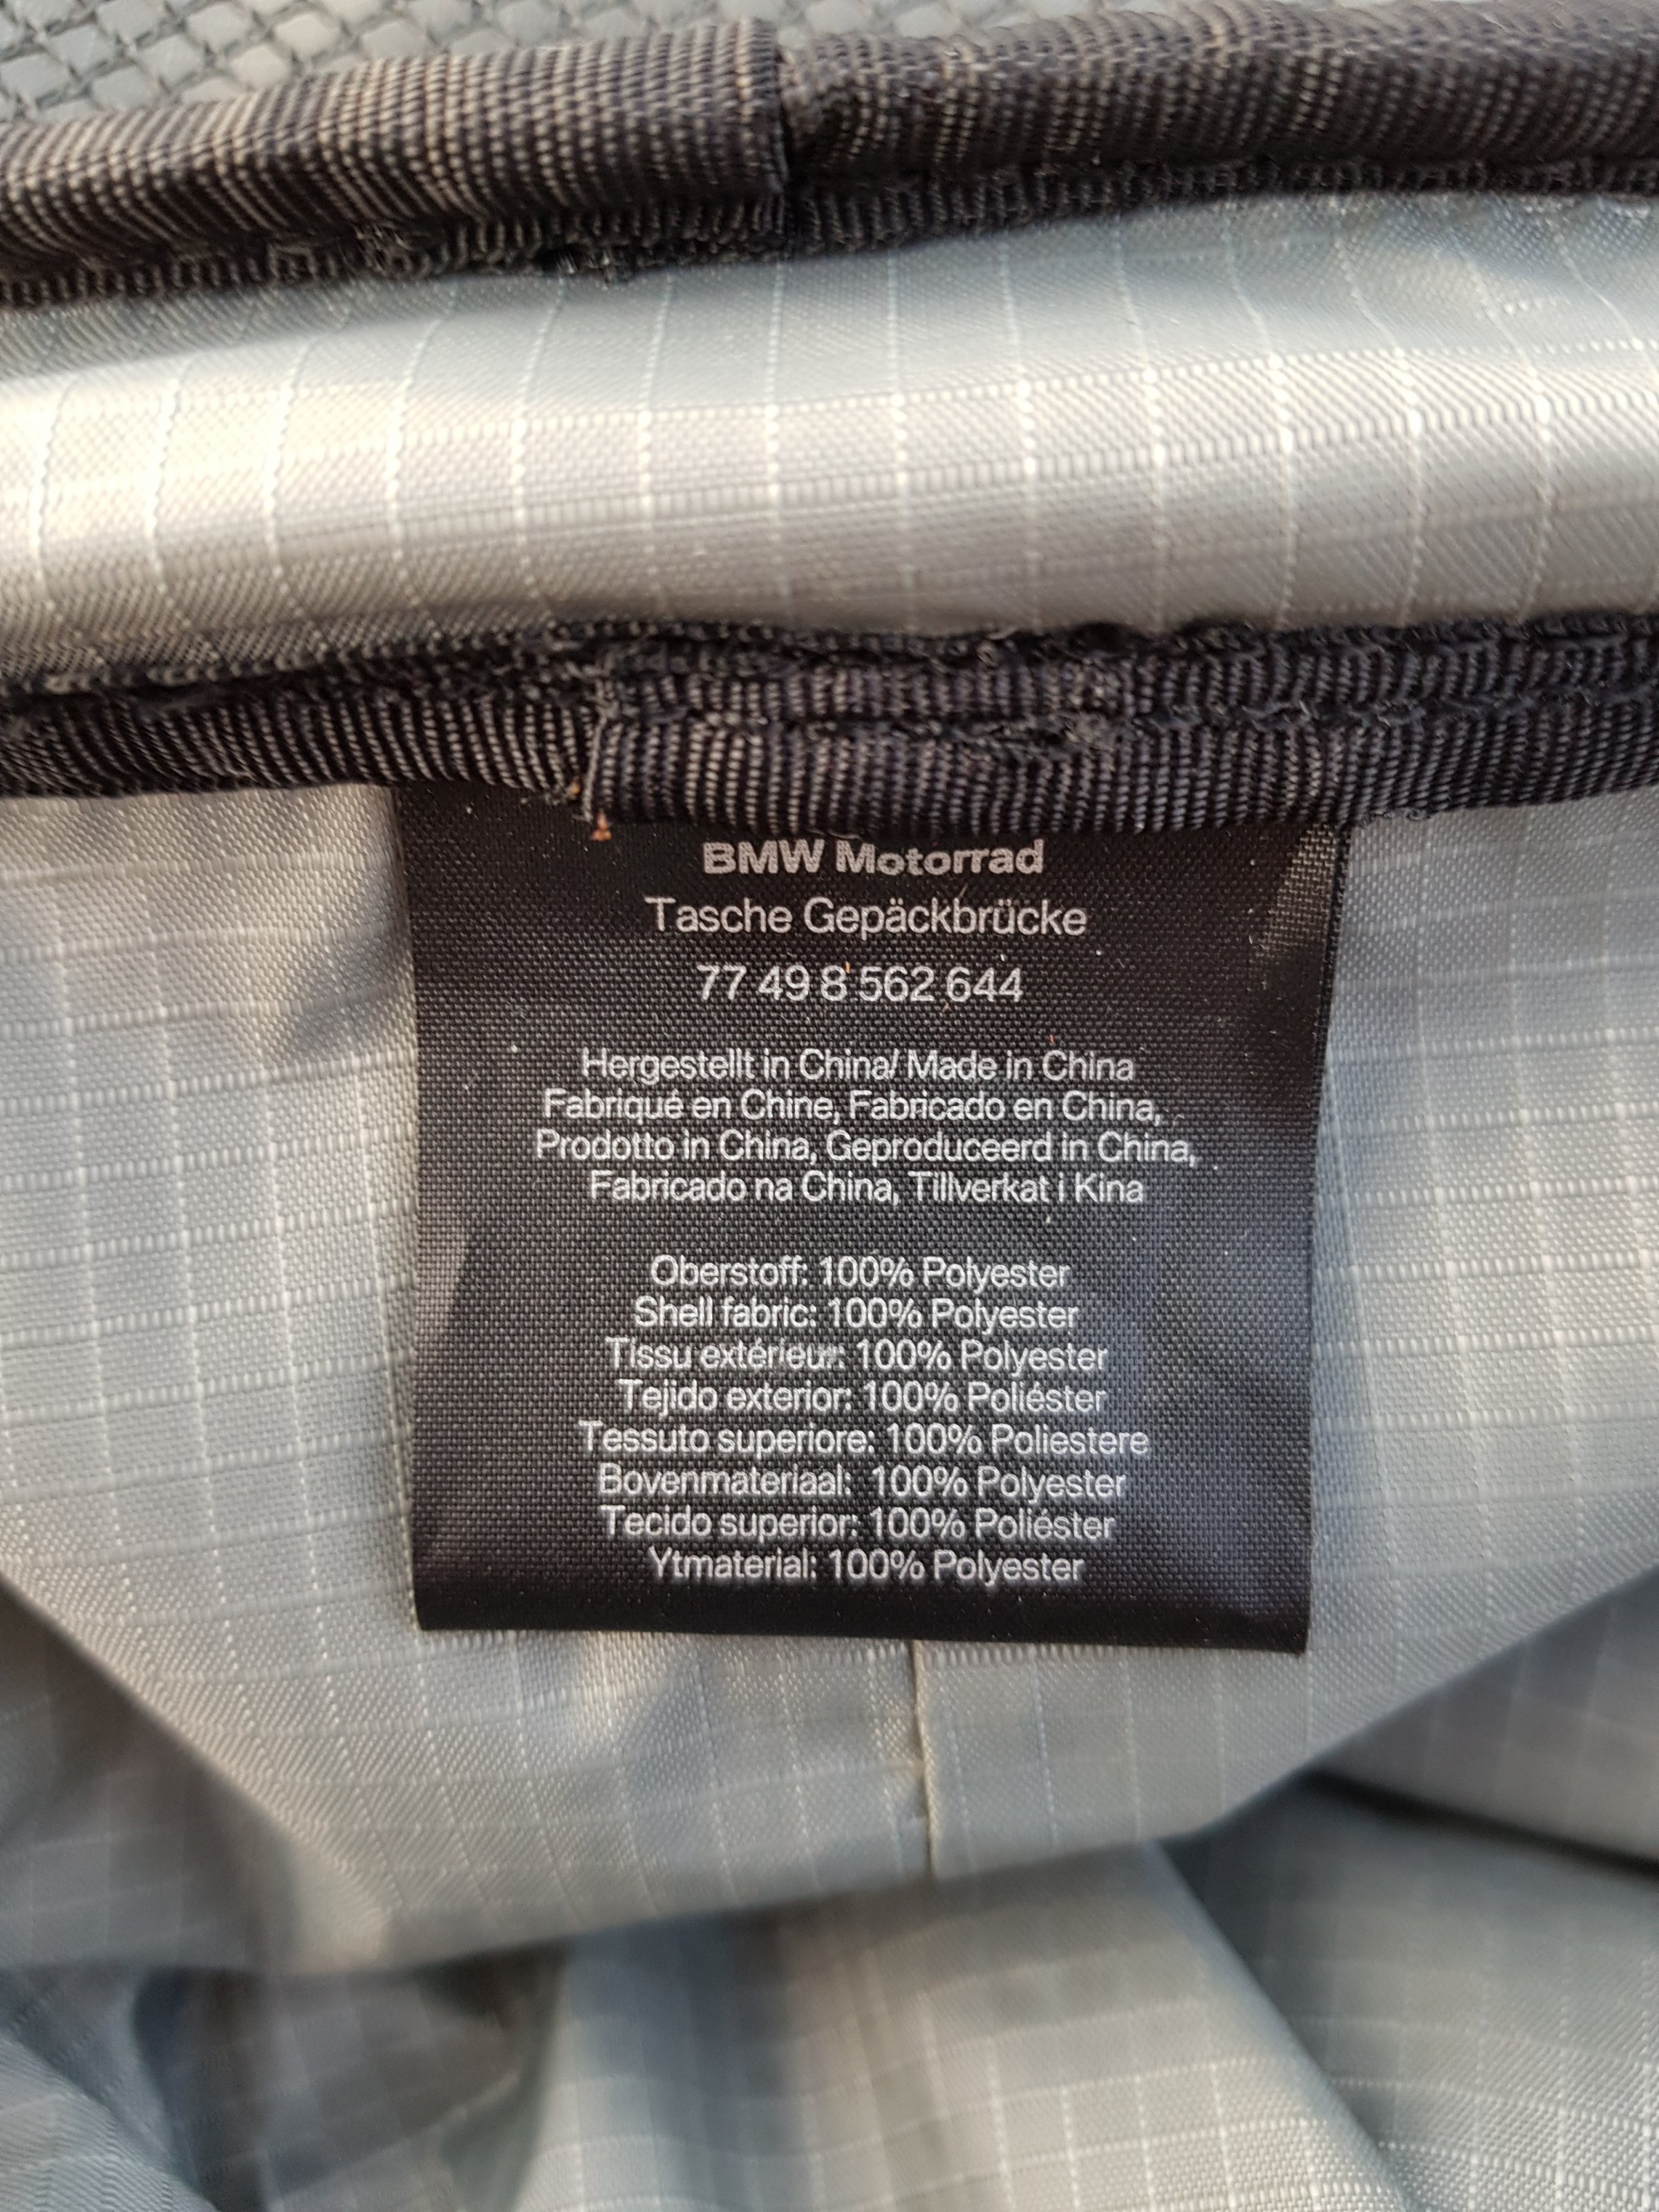 BMW Motorrad
Tasche Gepäckbrücke
77 49 8 562 644
Hergestellt in China/ Made in China
Fabriqué en Chine, Fabricado en China,
Prodotto in China, Geproduceerd in China,
Fabricado na China, Tillverkat i Kina
Oberstoff: 100% Polyester
Shell fabric: 100% Polyester
Tissu extérieur: 100% Polyester
Tejido exterior: 100% Poliéster
Tessuto superiore: 100% Poliestere
Bovenmateriaal: 100% Polyester
Tecido superior: 100% Poliéster
Ytmaterial: 100% Polyester